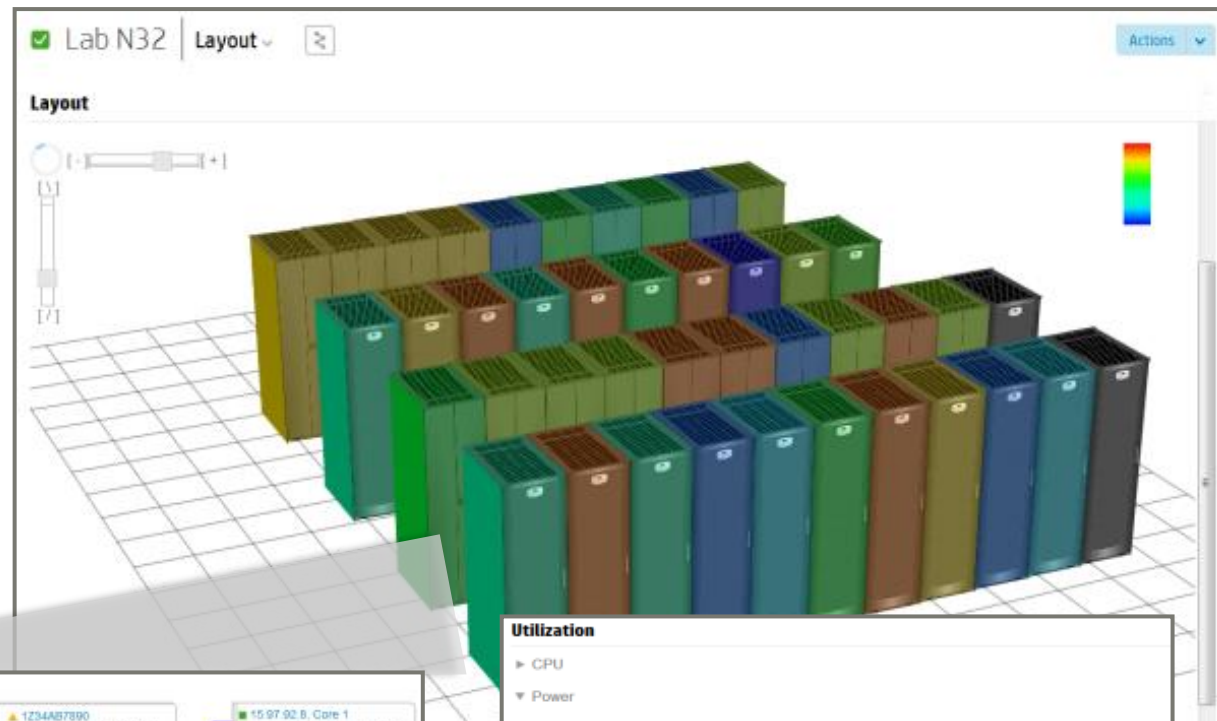 Lab N32 Layout
Actions
Layout
[ - ] [ + ]
[ \ ]
[ / ]
Utilization
▶ CPU
▼ Power
1Z34AB7890
15.97.92.8, Core 1